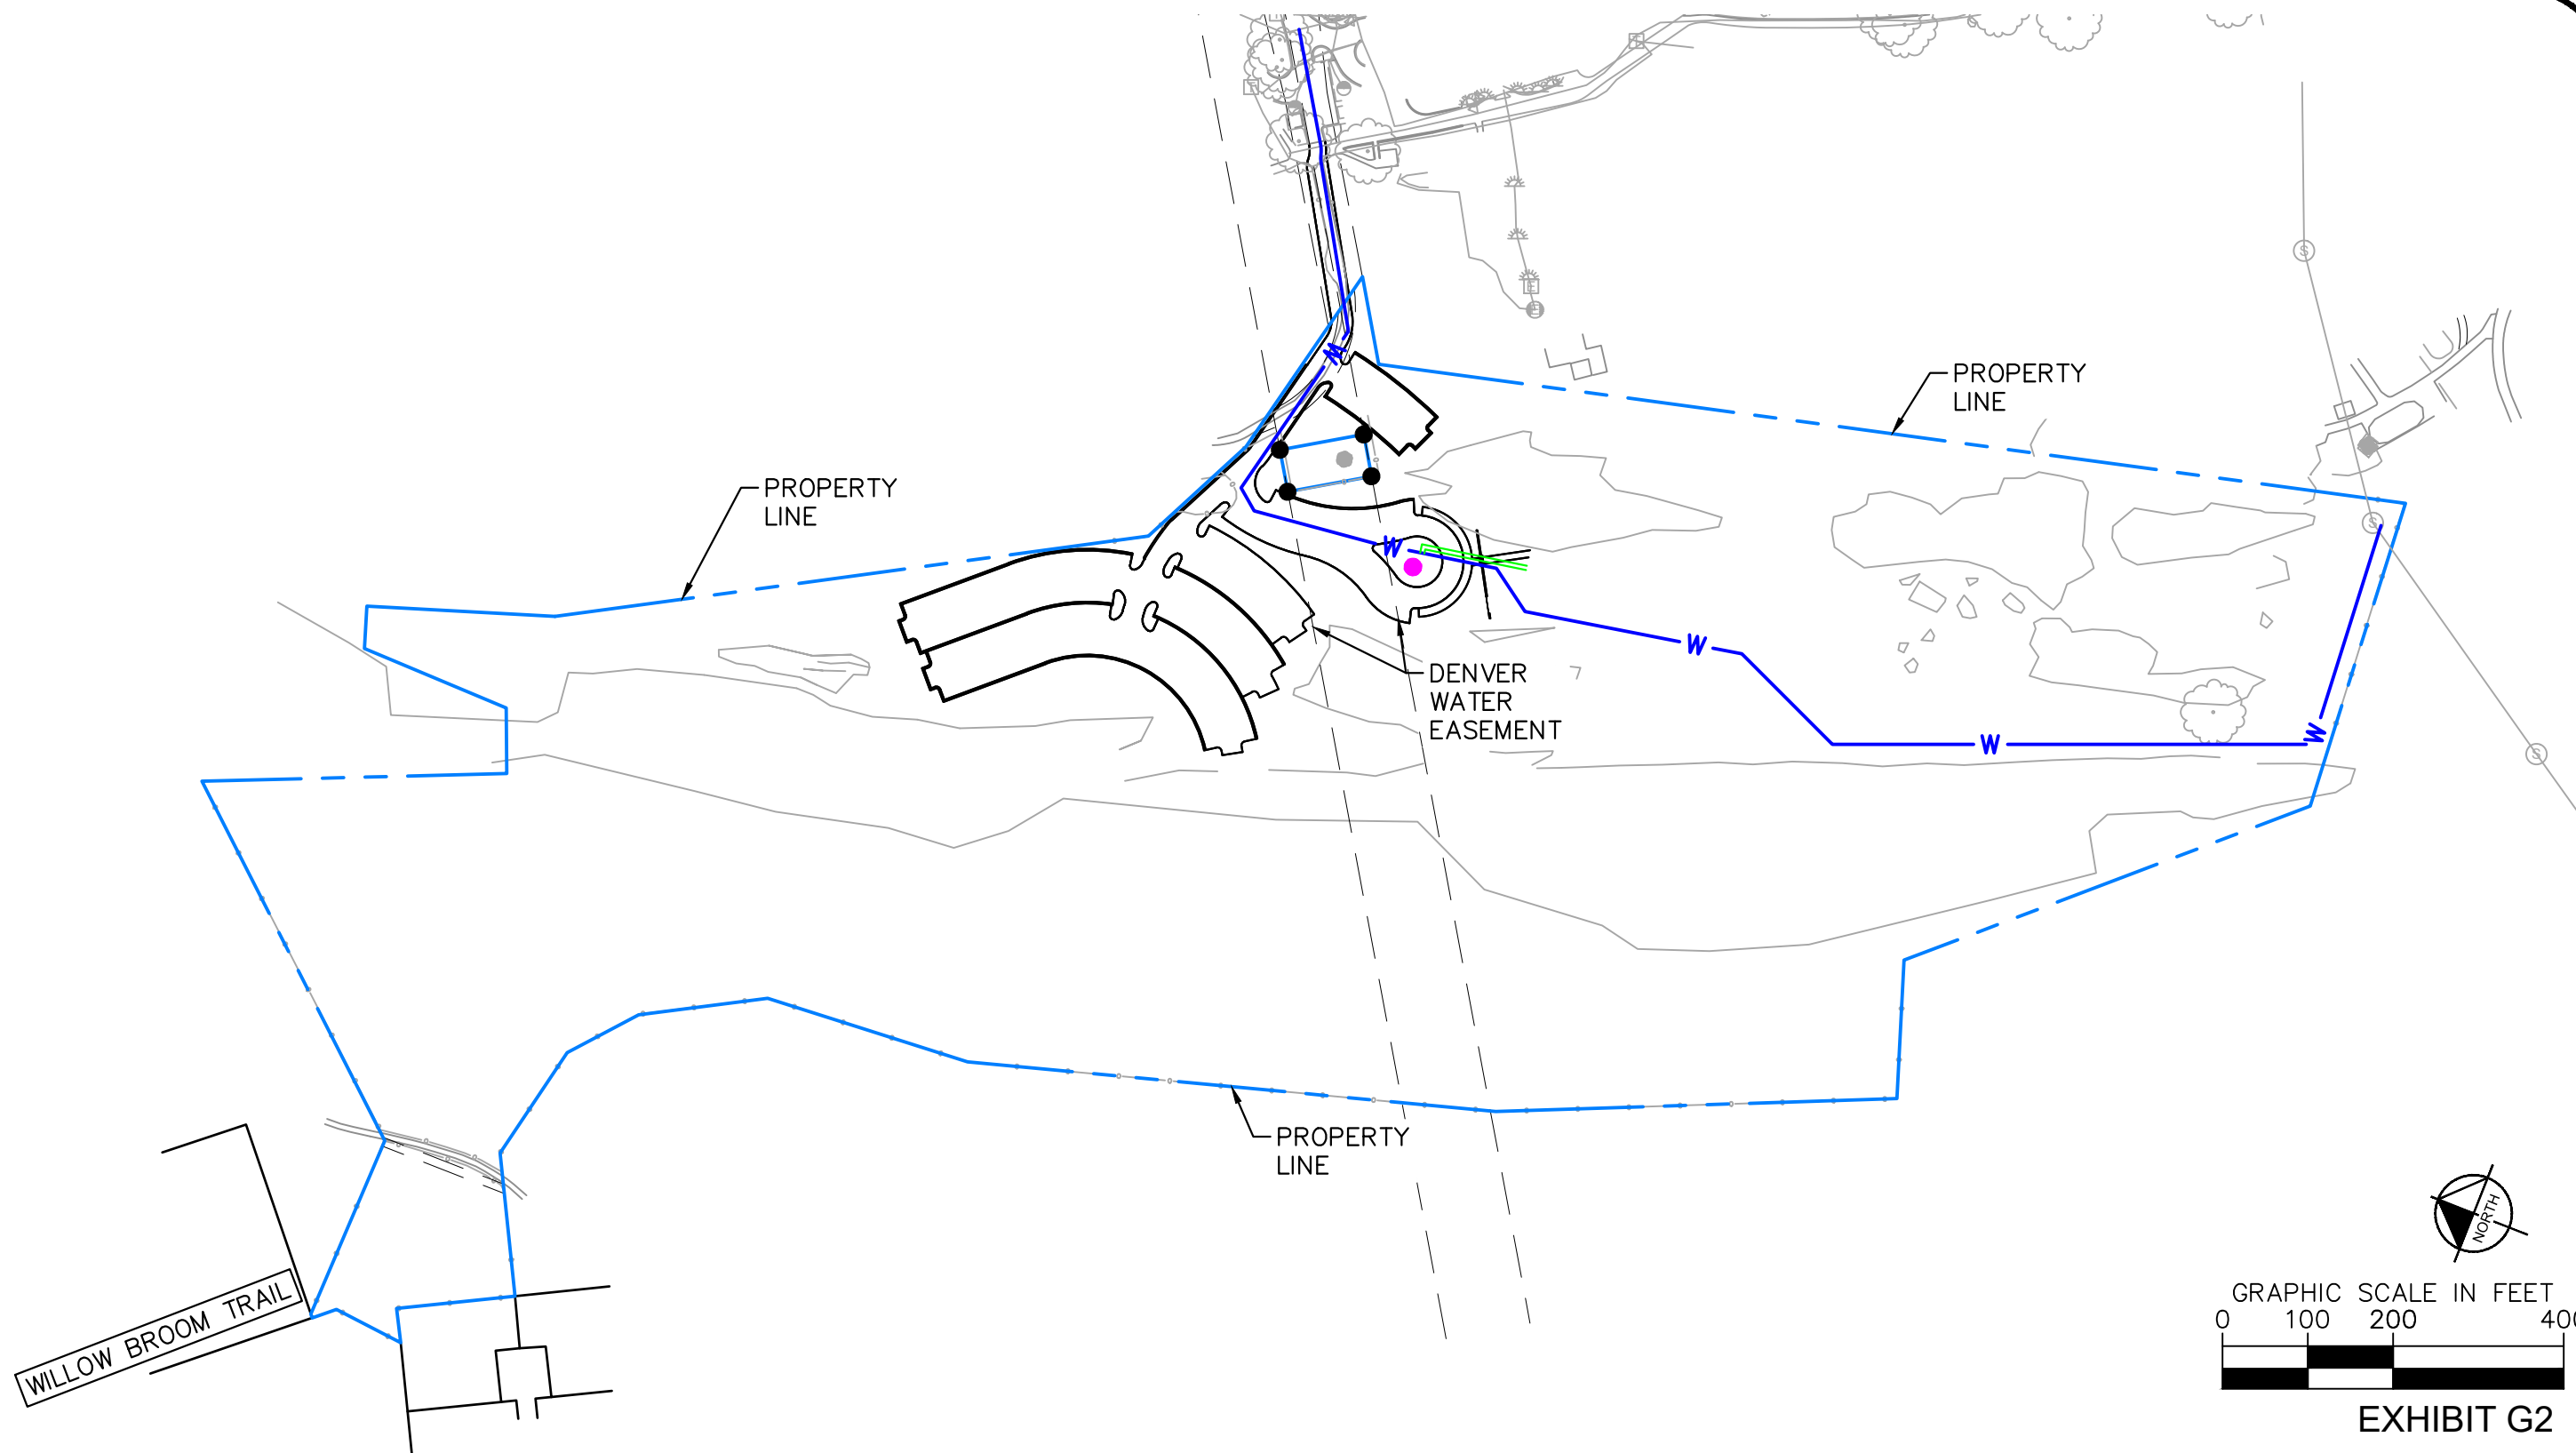 W
PROPERTY
LINE
PROPERTY
LINE
W
W
DENVER
WATER
EASEMENT
W
W
PROPERTY
LINE
WILLOW BROOM TRAIL
NORTH
GRAPHIC SCALE IN FEET
0 100 200 400
EXHIBIT G2
S
S
S
E
E
T